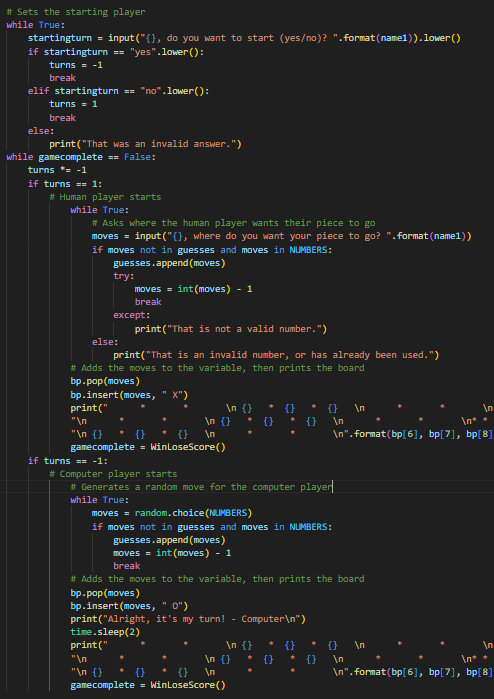 # Sets the starting player
while True:
    startingturn = input("{}, do you want to start (yes/no)? ".format(name1)).lower()
    if startingturn == "yes".lower():
        turns = -1
        break
    elif startingturn == "no".lower():
        turns = 1
        break
    else:
        print("That was an invalid answer.")
while gamecomplete == False:
    turns *= -1
    if turns == 1:
        # Human player starts
            while True:
                # Asks where the human player wants their piece to go
                moves = input("{}, where do you want your piece to go? ".format(name1))
                if moves not in guesses and moves in NUMBERS:
                    guesses.append(moves)
                    try:
                        moves = int(moves) - 1
                        break
                    except:
                        print("That is not a valid number.")
                else:
                    print("That is an invalid number, or has already been used.")
            # Adds the moves to the variable, then prints the board
            bp.pop(moves)
            bp.insert(moves, " X")
            print("      *        *         \n {}   *  {}  *  {}   \n      *        *         \n
            "\n      *        *         \n {}  *  {}  *  {}   \n      *        *         \n* *
            "\n {}  *  {}  *  {}   \n      *        *         \n".format(bp[6], bp[7], bp[8]
            gamecomplete = WinLoseScore()
    if turns == -1:
        # Computer player starts
            # Generates a random move for the computer player
            while True:
                moves = random.choice(NUMBERS)
                if moves not in guesses and moves in NUMBERS:
                    guesses.append(moves)
                    moves = int(moves) - 1
                    break
            # Adds the moves to the variable, then prints the board
            bp.pop(moves)
            bp.insert(moves, " O")
            print("Alright, it's my turn! - Computer\n")
            time.sleep(2)
            print("      *        *         \n {}   *  {}  *  {}   \n      *        *         \n
            "\n      *        *         \n {}  *  {}  *  {}   \n      *        *         \n* *
            "\n {}  *  {}  *  {}   \n      *        *         \n".format(bp[6], bp[7], bp[8]
            gamecomplete = WinLoseScore()